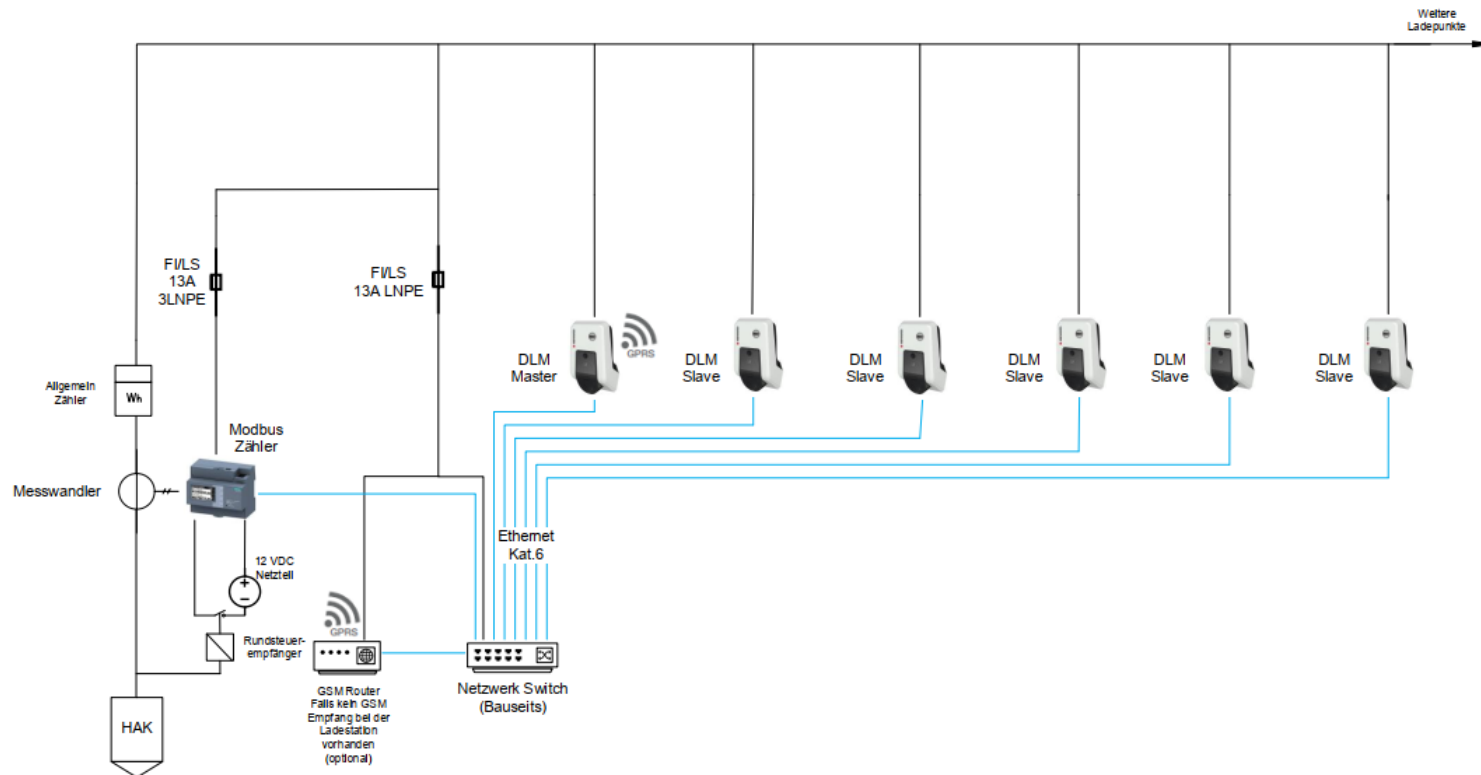 Weitere
Ladepunkte
FI/LS
13A
3LNPE
FI/LS
13A LNPE
GPRS
DLM
Master
DLM
Slave
DLM
Slave
DLM
Slave
DLM
Slave
DLM
Slave
Allgemein
Zähler
Wh
Modbus
Zähler
Messwandler
Ethernet
Kat.6
12 VDC
Netzteil
GPRS
Rundsteuer-
empfänger
GSM Router
Falls kein GSM
Empfang bei der
Ladestation
vorhanden
(optional)
Netzwerk Switch
(Bauseits)
HAK